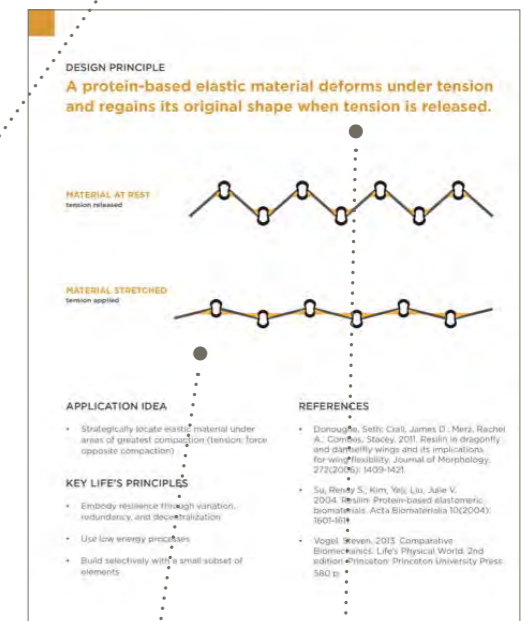 DESIGN PRINCIPLE
A protein-based elastic material deforms under tension
and regains its original shape when tension is released.
MATERIAL AT REST
tension released
MATERIAL STRETCHED
tension applied
APPLICATION IDEA
• Strategically locate elastic material under
areas of greatest compaction (tension: force
opposite compaction)
KEY LIFE'S PRINCIPLES
• Embody resilience through variation,
redundancy, and decentralization
• Use low energy processes
• Build selectively with a small subset of
elements
REFERENCES
• Donoughe, Seth; Crall, James D.; Merz, Rachel
A.; Combes, Stacey. 2011. Resilin in dragonfly
and damselfly wings and its implications
for wing flexibility. Journal of Morphology.
272(2005): 1409-1421.
• Su, Renay S.; Kim, Yeji; Liu, Julie V.
2004. Resilin: Protein-based elastomeric
biomaterials. Acta Biomaterialia 10(2004):
• Vogel, Steven. 2013. Comparative
Biomechanics: Life's Physical World. 2nd
edition. Princeton: Princeton University Press.
580 p.